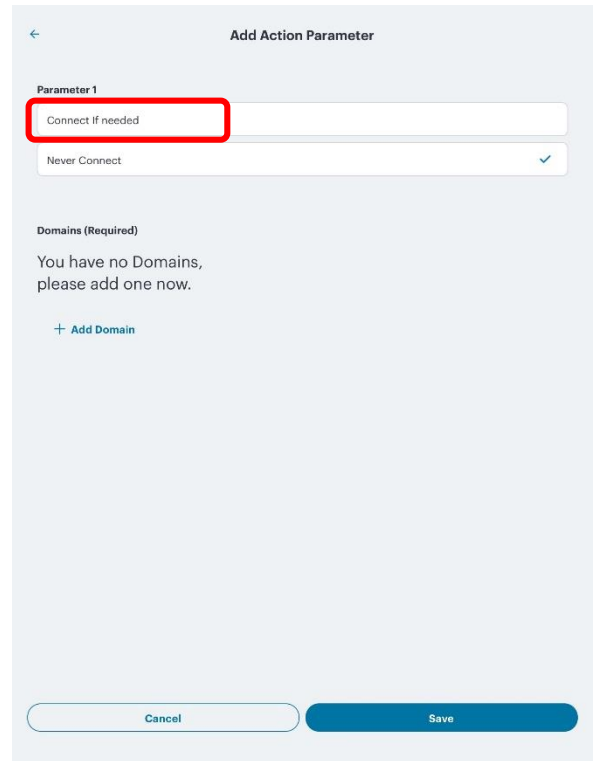 Add Action Parameter
Parameter 1
Connect If needed
Never Connect
Domains (Required)
You have no Domains,
please add one now.
+ Add Domain
Cancel
Save